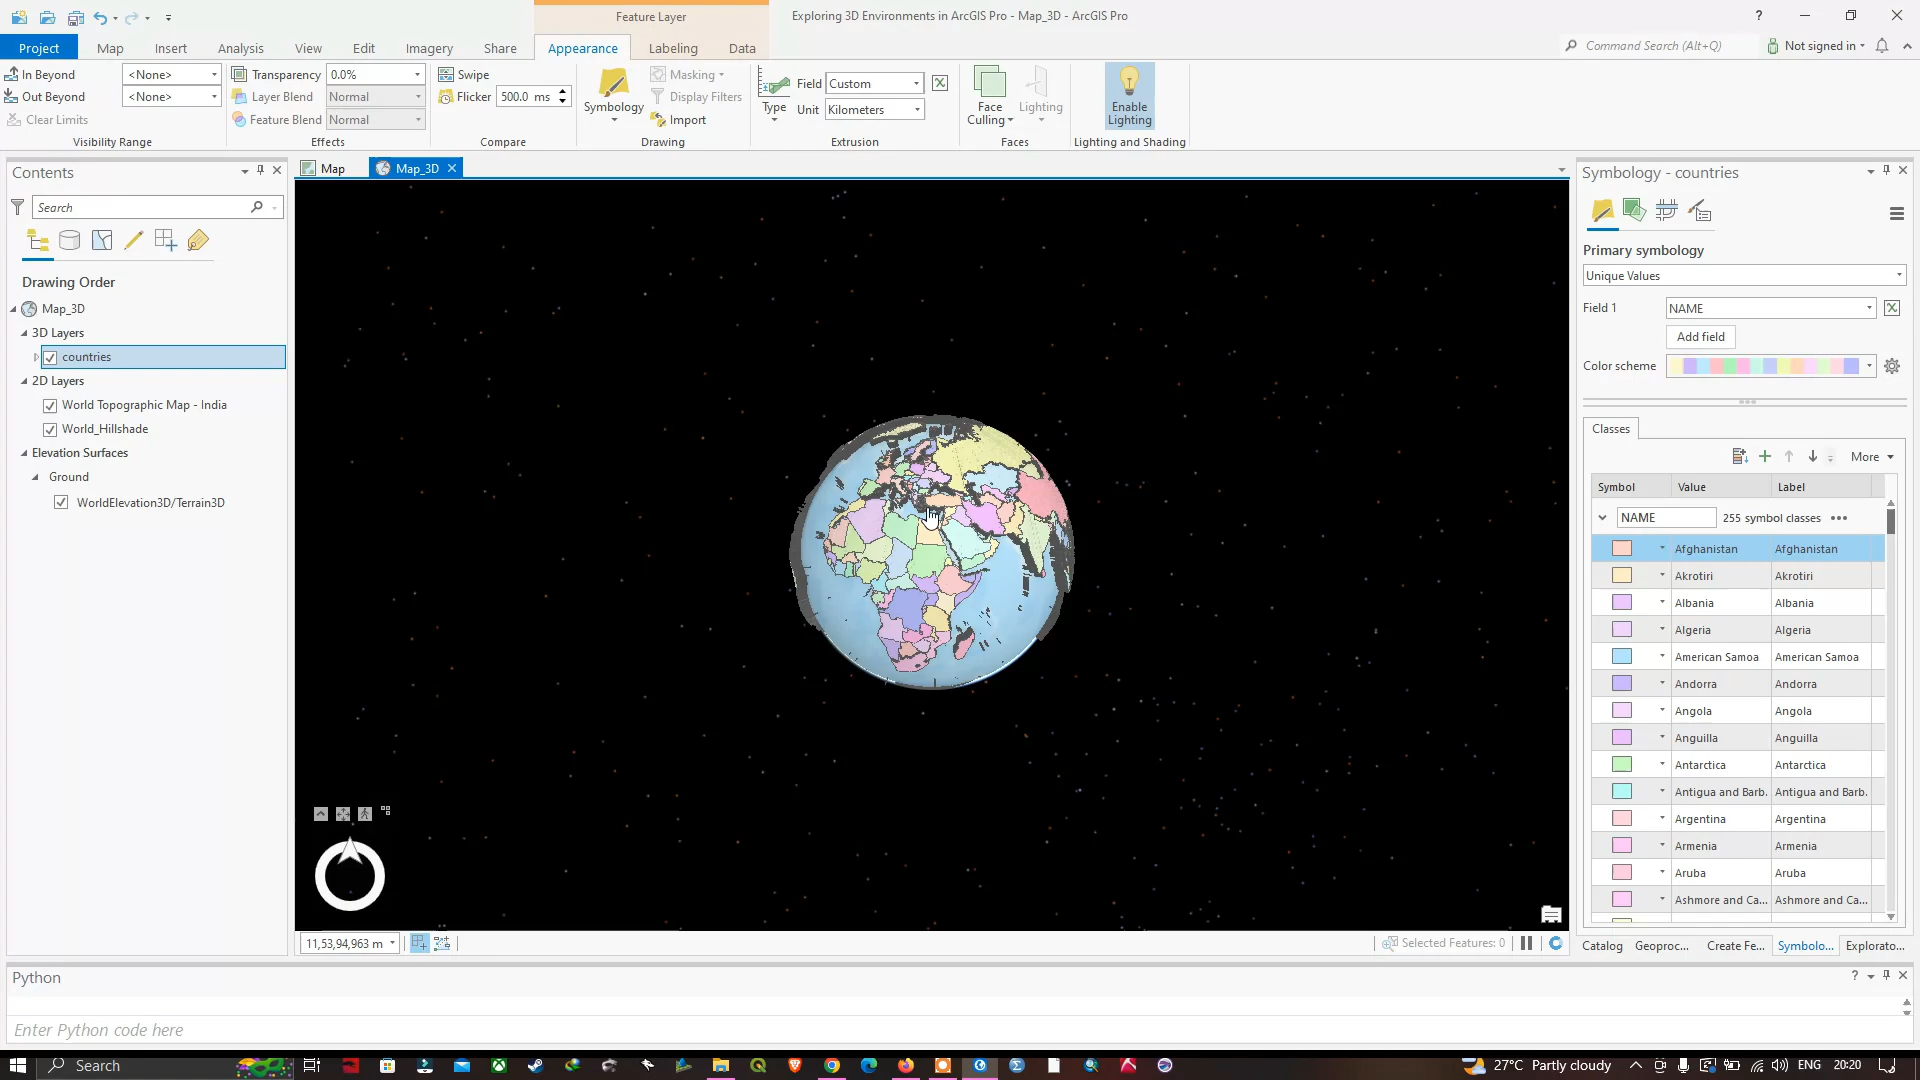 Feature Layer
Exploring 3D Environments in ArcGIS Pro - Map_3D - ArcGIS Pro
?
Project
Map
Insert
Analysis
View
Edit
Imagery
Share
Appearance
Labeling
Data
Command Search (Alt+Q)
Not signed in
In Beyond
<None>
Out Beyond
<None>
Clear Limits
Visibility Range
Transparency
0.0%
Layer Blend
Normal
Feature Blend
Normal
Effects
Swipe
Flicker
500.0 ms
Compare
Symbology
Masking
Display Filters
Import
Drawing
Type
Field
Custom
Unit
Kilometers
Extrusion
Face
Culling
Lighting
Faces
Enable
Lighting
Lighting and Shading
Contents
Search
Drawing Order
Map_3D
3D Layers
countries
2D Layers
World Topographic Map - India
World_Hillshade
Elevation Surfaces
Ground
WorldElevation3D/Terrain3D
Map
Map_3D
11,53,94,963 m
Selected Features: 0
Symbology - countries
Primary symbology
Unique Values
Field 1
NAME
Add field
Color scheme
Classes
More
Symbol
Value
Label
NAME
255 symbol classes
Afghanistan
Afghanistan
Akrotiri
Akrotiri
Albania
Albania
Algeria
Algeria
American Samoa
American Samoa
Andorra
Andorra
Angola
Angola
Anguilla
Anguilla
Antarctica
Antarctica
Antigua and Barb.
Antigua and Barb.
Argentina
Argentina
Armenia
Armenia
Aruba
Aruba
Ashmore and Ca...
Ashmore and Ca...
Catalog
Geoproc...
Create Fe...
Symbolo...
Explorato...
Python
?
Enter Python code here
Search
27°C Partly cloudy
ENG
20:20